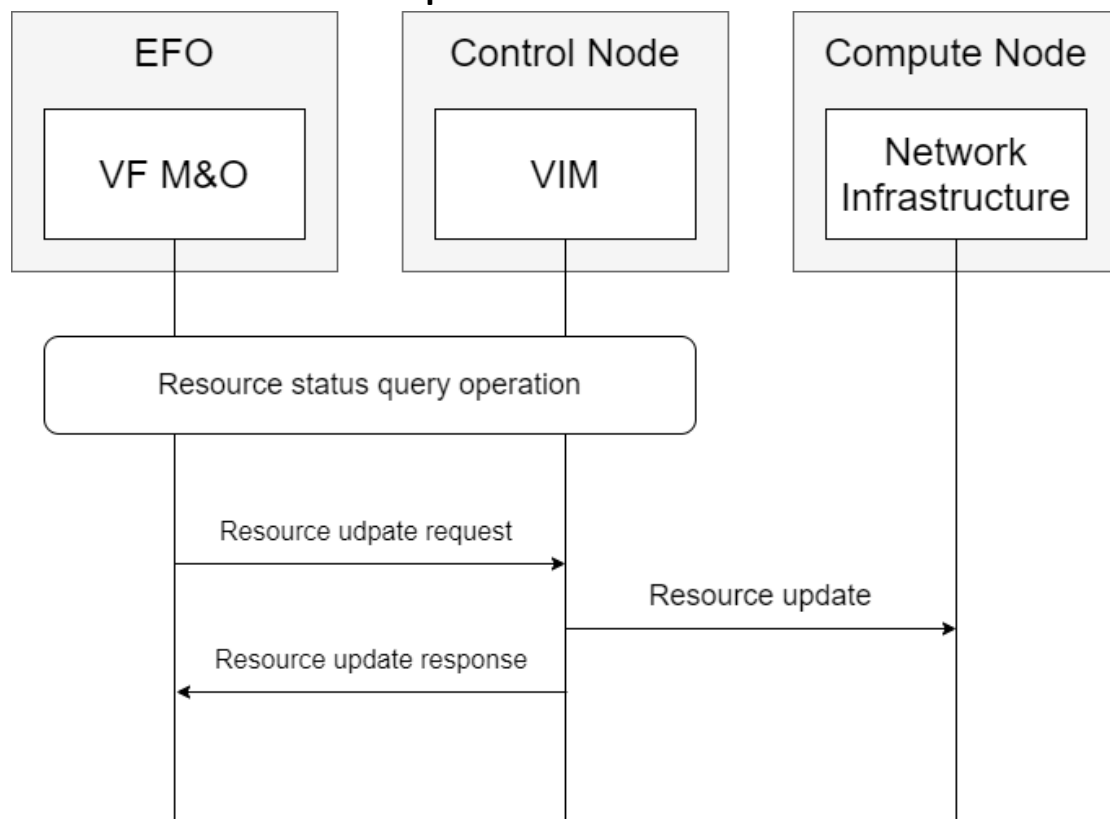 EFO
Control Node
Compute Node
VF M&O
VIM
Network
Infrastructure
Resource status query operation
Resource udpate request
Resource update
Resource update response